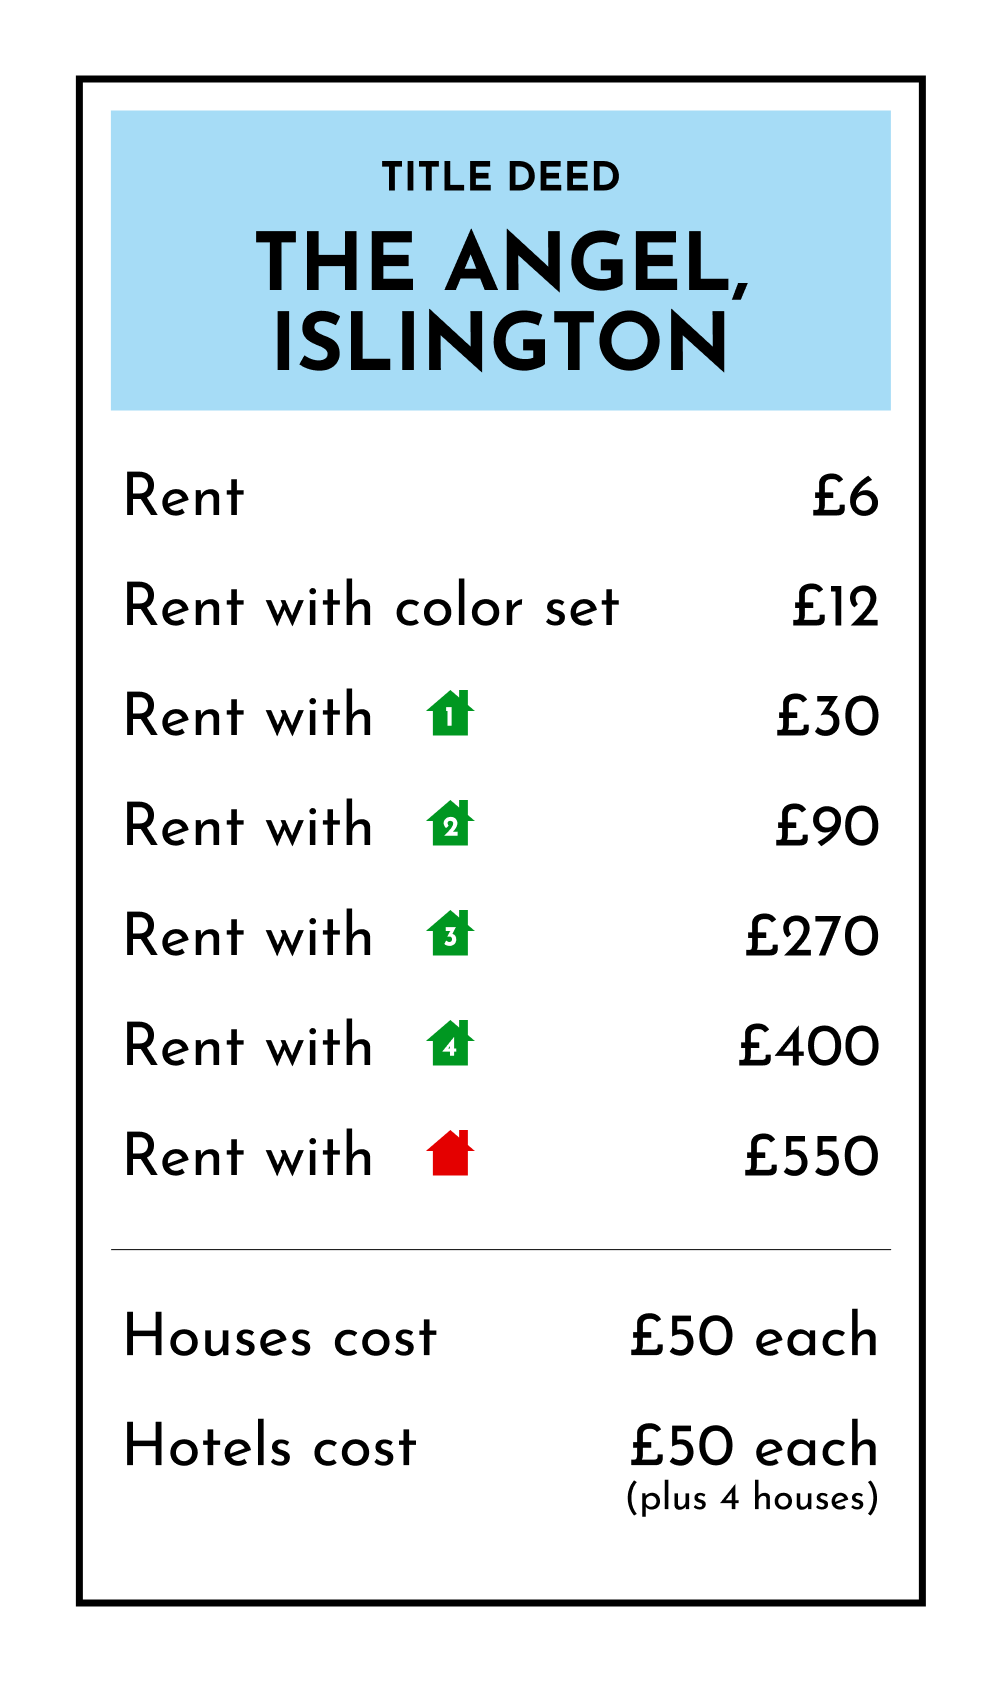 TITLE DEED
THE ANGEL,
ISLINGTON
Rent £6
Rent with color set £12
Rent with 1 £30
Rent with 2 £90
Rent with 3 £270
Rent with 4 £400
Rent with £550
Houses cost £50 each
Hotels cost £50 each
(plus 4 houses)